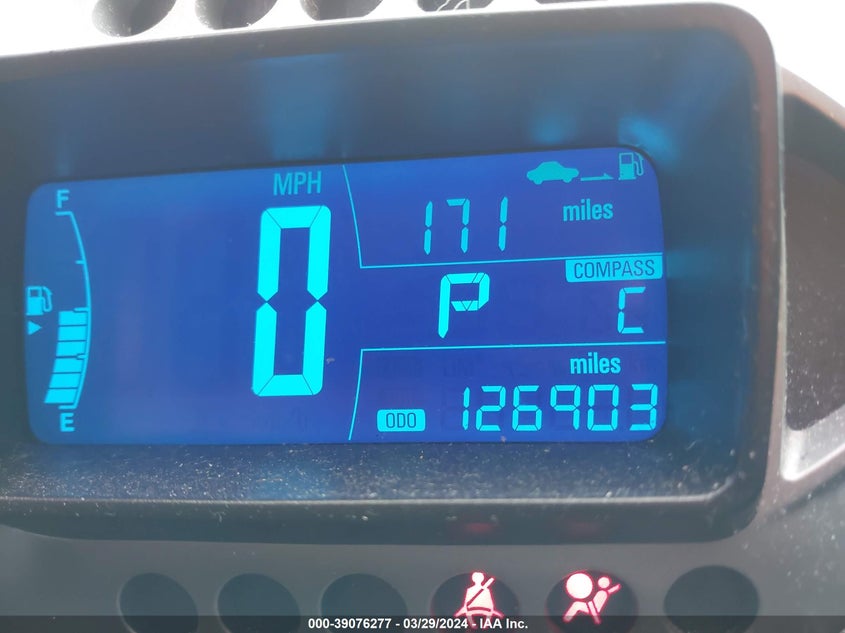 F
MPH
171 miles
COMPASS
0
P
C
miles
E
ODO 126903
000-39076277 - 03/29/2024 - IAA Inc.